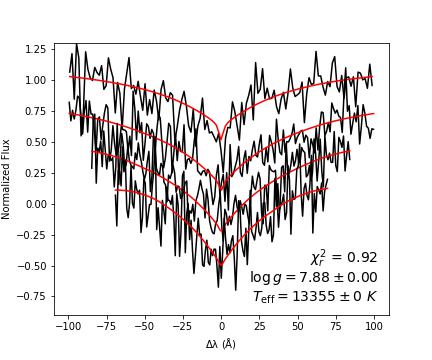 1.25
1.00
0.75
0.50
0.25
0.00
−0.25
−0.50
−0.75
Normalized Flux
χ²ᵣ = 0.92
log g = 7.88 ± 0.00
T_eff = 13355 ± 0 K
−100 −75 −50 −25 0 25 50 75 100
Δλ (Å)